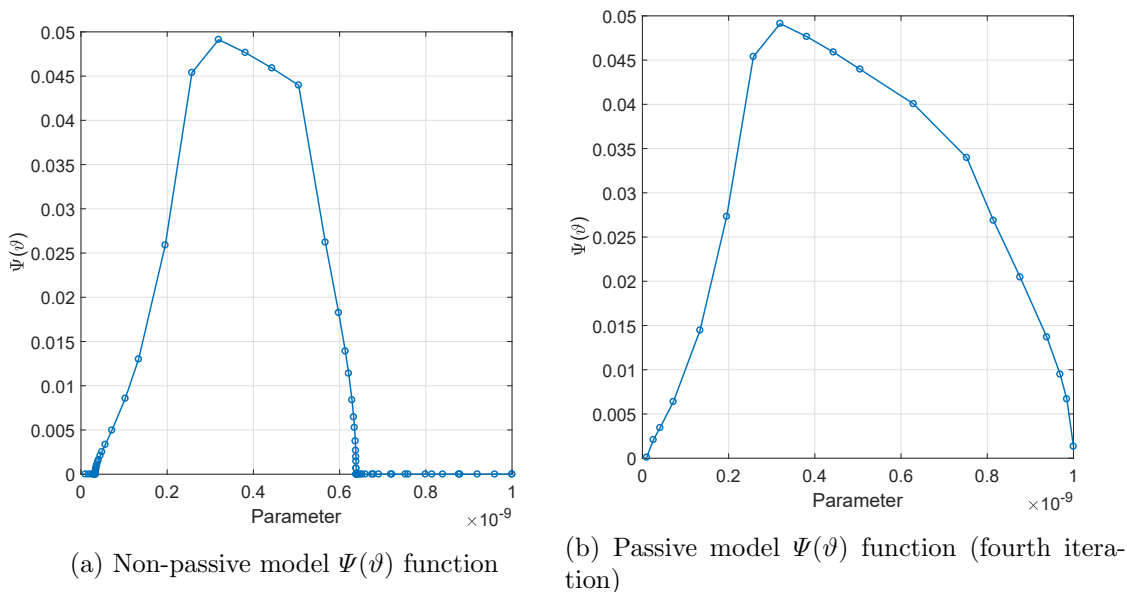 0.05
0.045
0.04
0.035
0.03
0.025
0.02
0.015
0.01
0.005
0
Ψ(ϑ)
0 0.2 0.4 0.6 0.8 1
Parameter
×10⁻⁹
(a) Non-passive model Ψ(ϑ) function
0.05
0.045
0.04
0.035
0.03
0.025
0.02
0.015
0.01
0.005
0
Ψ(ϑ)
0 0.2 0.4 0.6 0.8 1
Parameter
×10⁻⁹
(b) Passive model Ψ(ϑ) function (fourth itera-
tion)